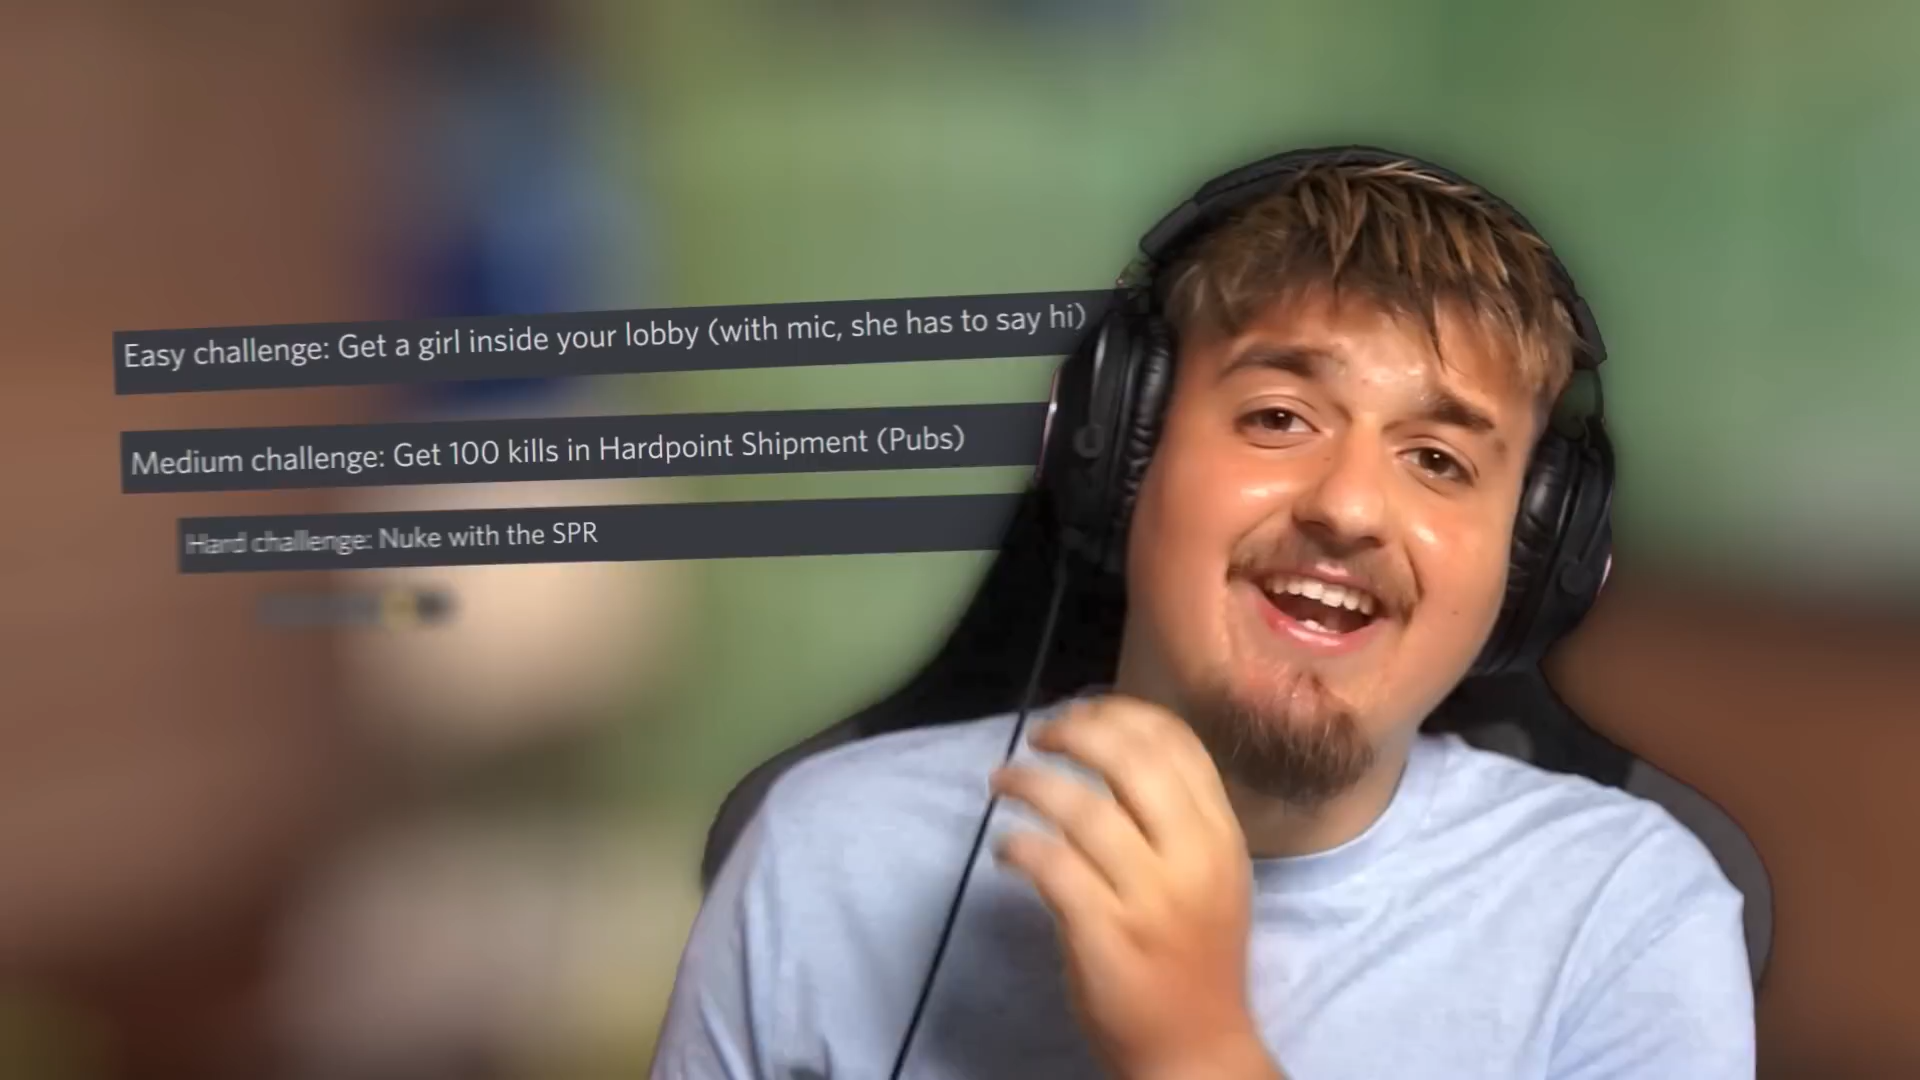 Easy challenge: Get a girl inside your lobby (with mic, she has to say hi)
Medium challenge: Get 100 kills in Hardpoint Shipment (Pubs)
Hard challenge: Nuke with the SPR